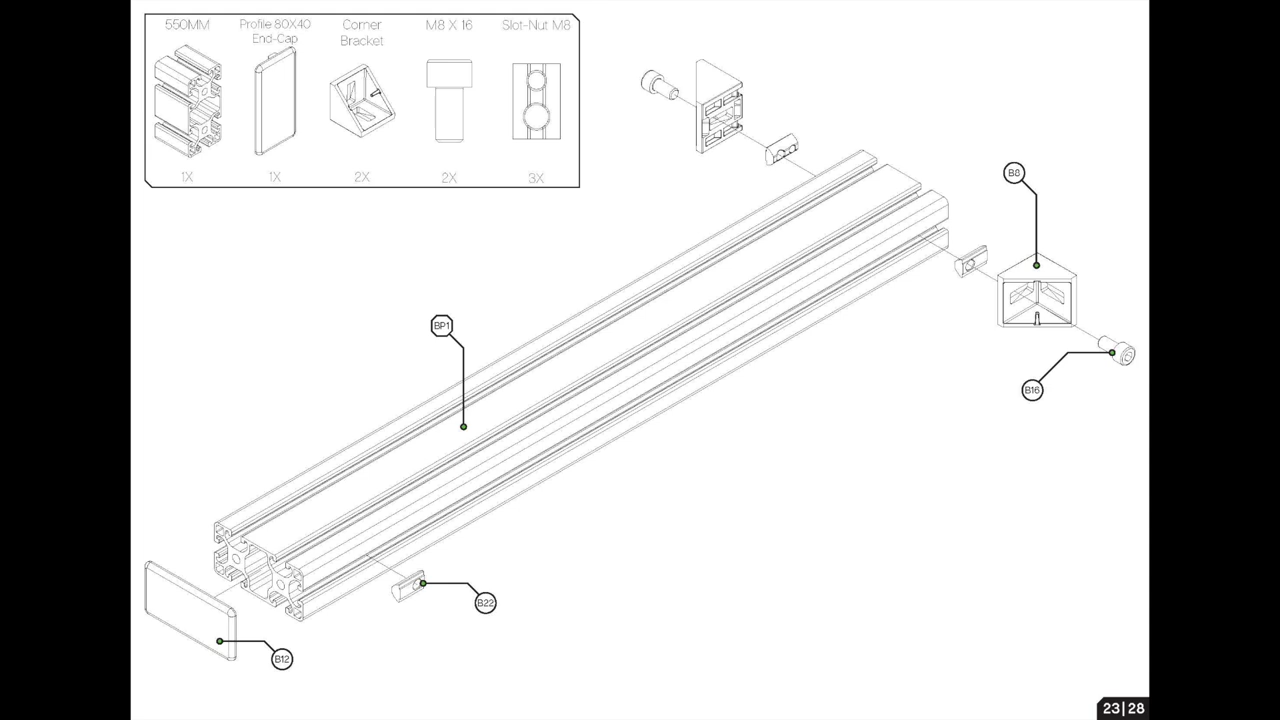 550MM
Profile 80X40
End-Cap
Corner
Bracket
M8 X 16
Slot-Nut M8
1X
1X
2X
2X
3X
B8
BP1
B16
B22
B12
23|28